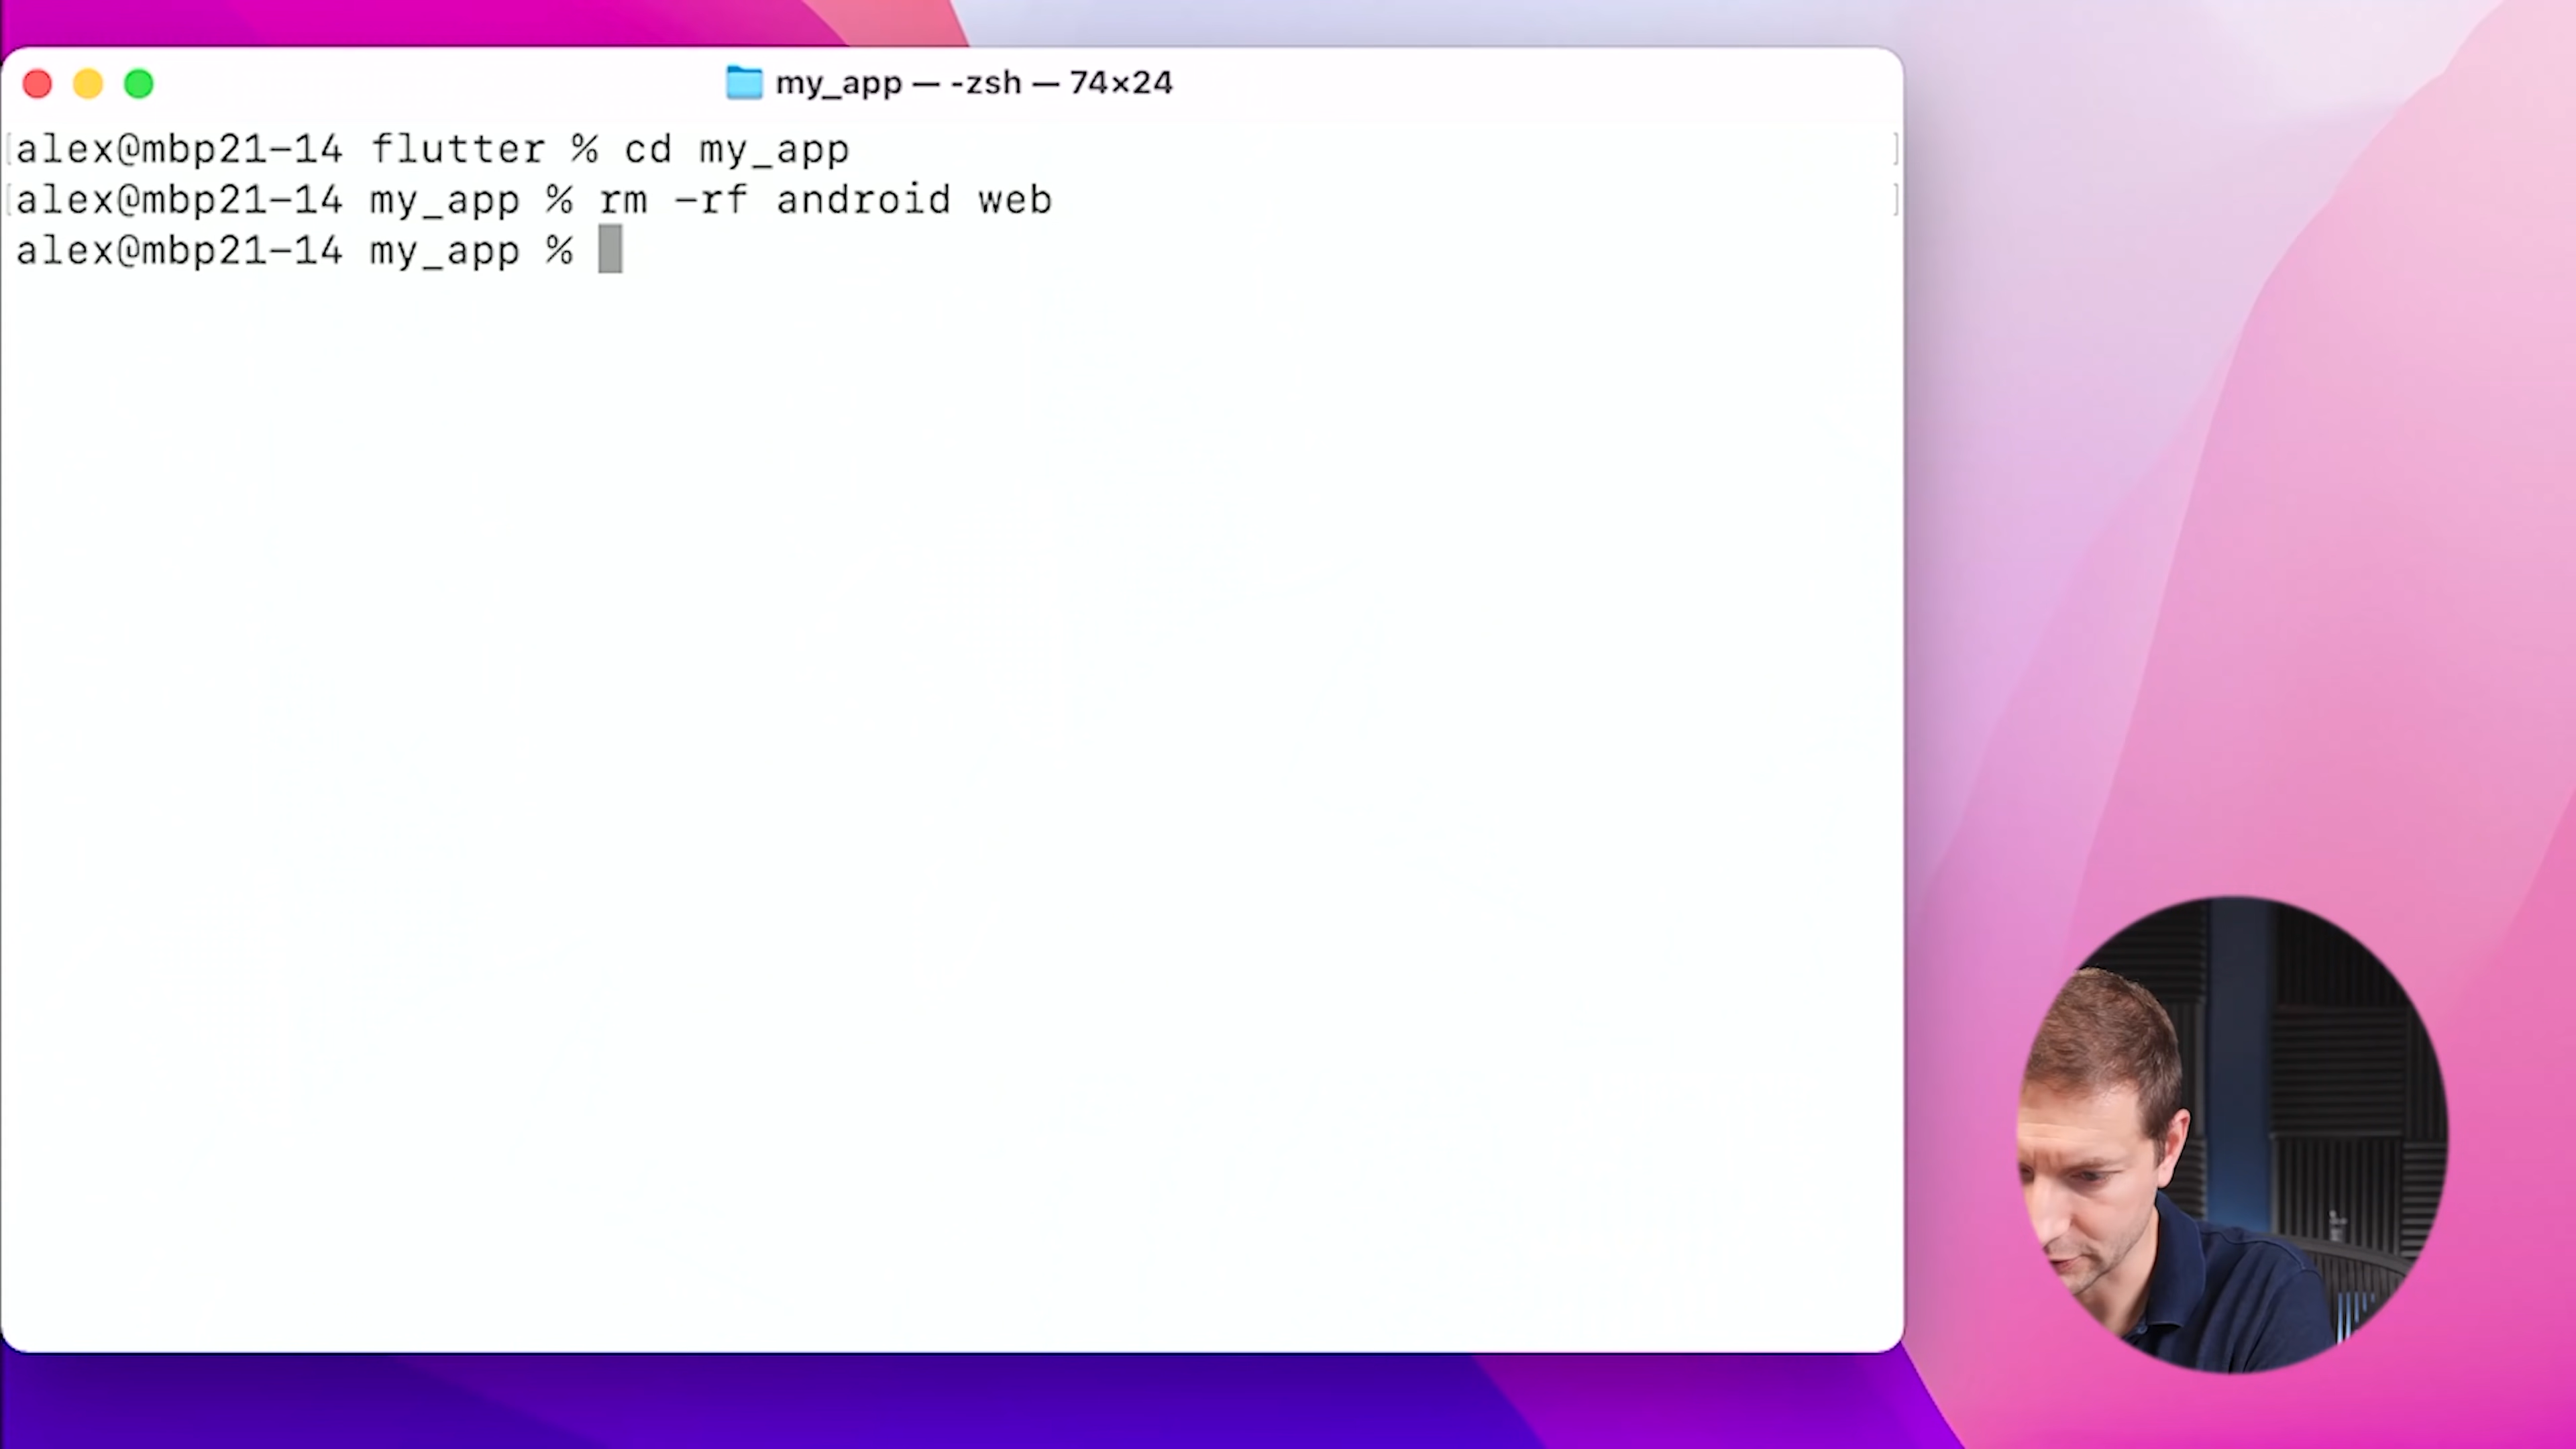 my_app — -zsh — 74×24
alex@mbp21-14 flutter % cd my_app
alex@mbp21-14 my_app % rm -rf android web
alex@mbp21-14 my_app %